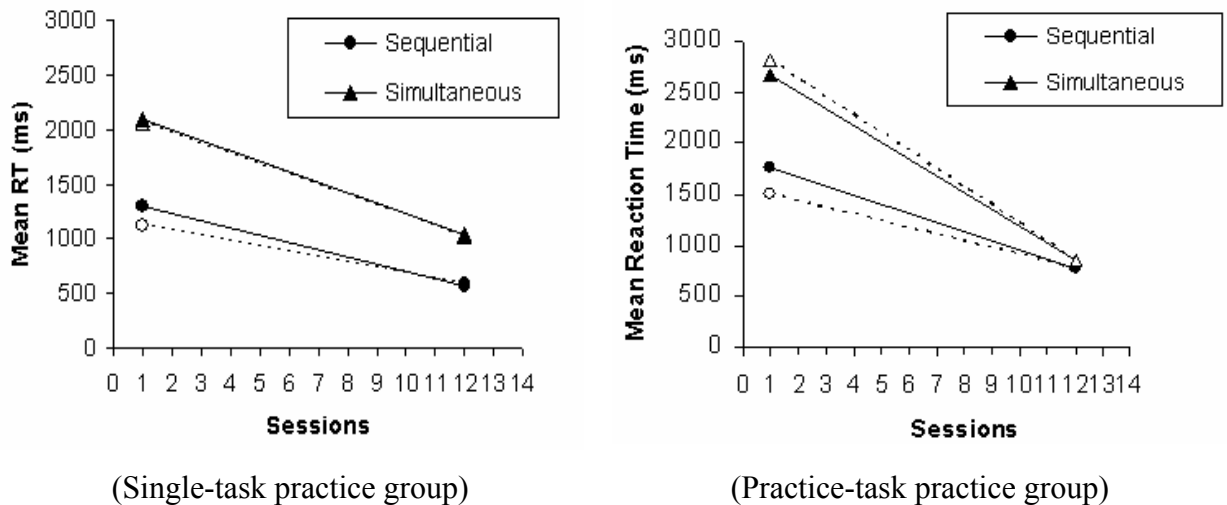 3000
2500
2000
1500
1000
500
0
Mean RT (ms)
Sequential
Simultaneous
0 1 2 3 4 5 6 7 8 9 10 11 12 13 14
Sessions
(Single-task practice group)
3000
2500
2000
1500
1000
500
0
Mean Reaction Time (ms)
Sequential
Simultaneous
0 1 2 3 4 5 6 7 8 9 10 11 12 13 14
Sessions
(Practice-task practice group)